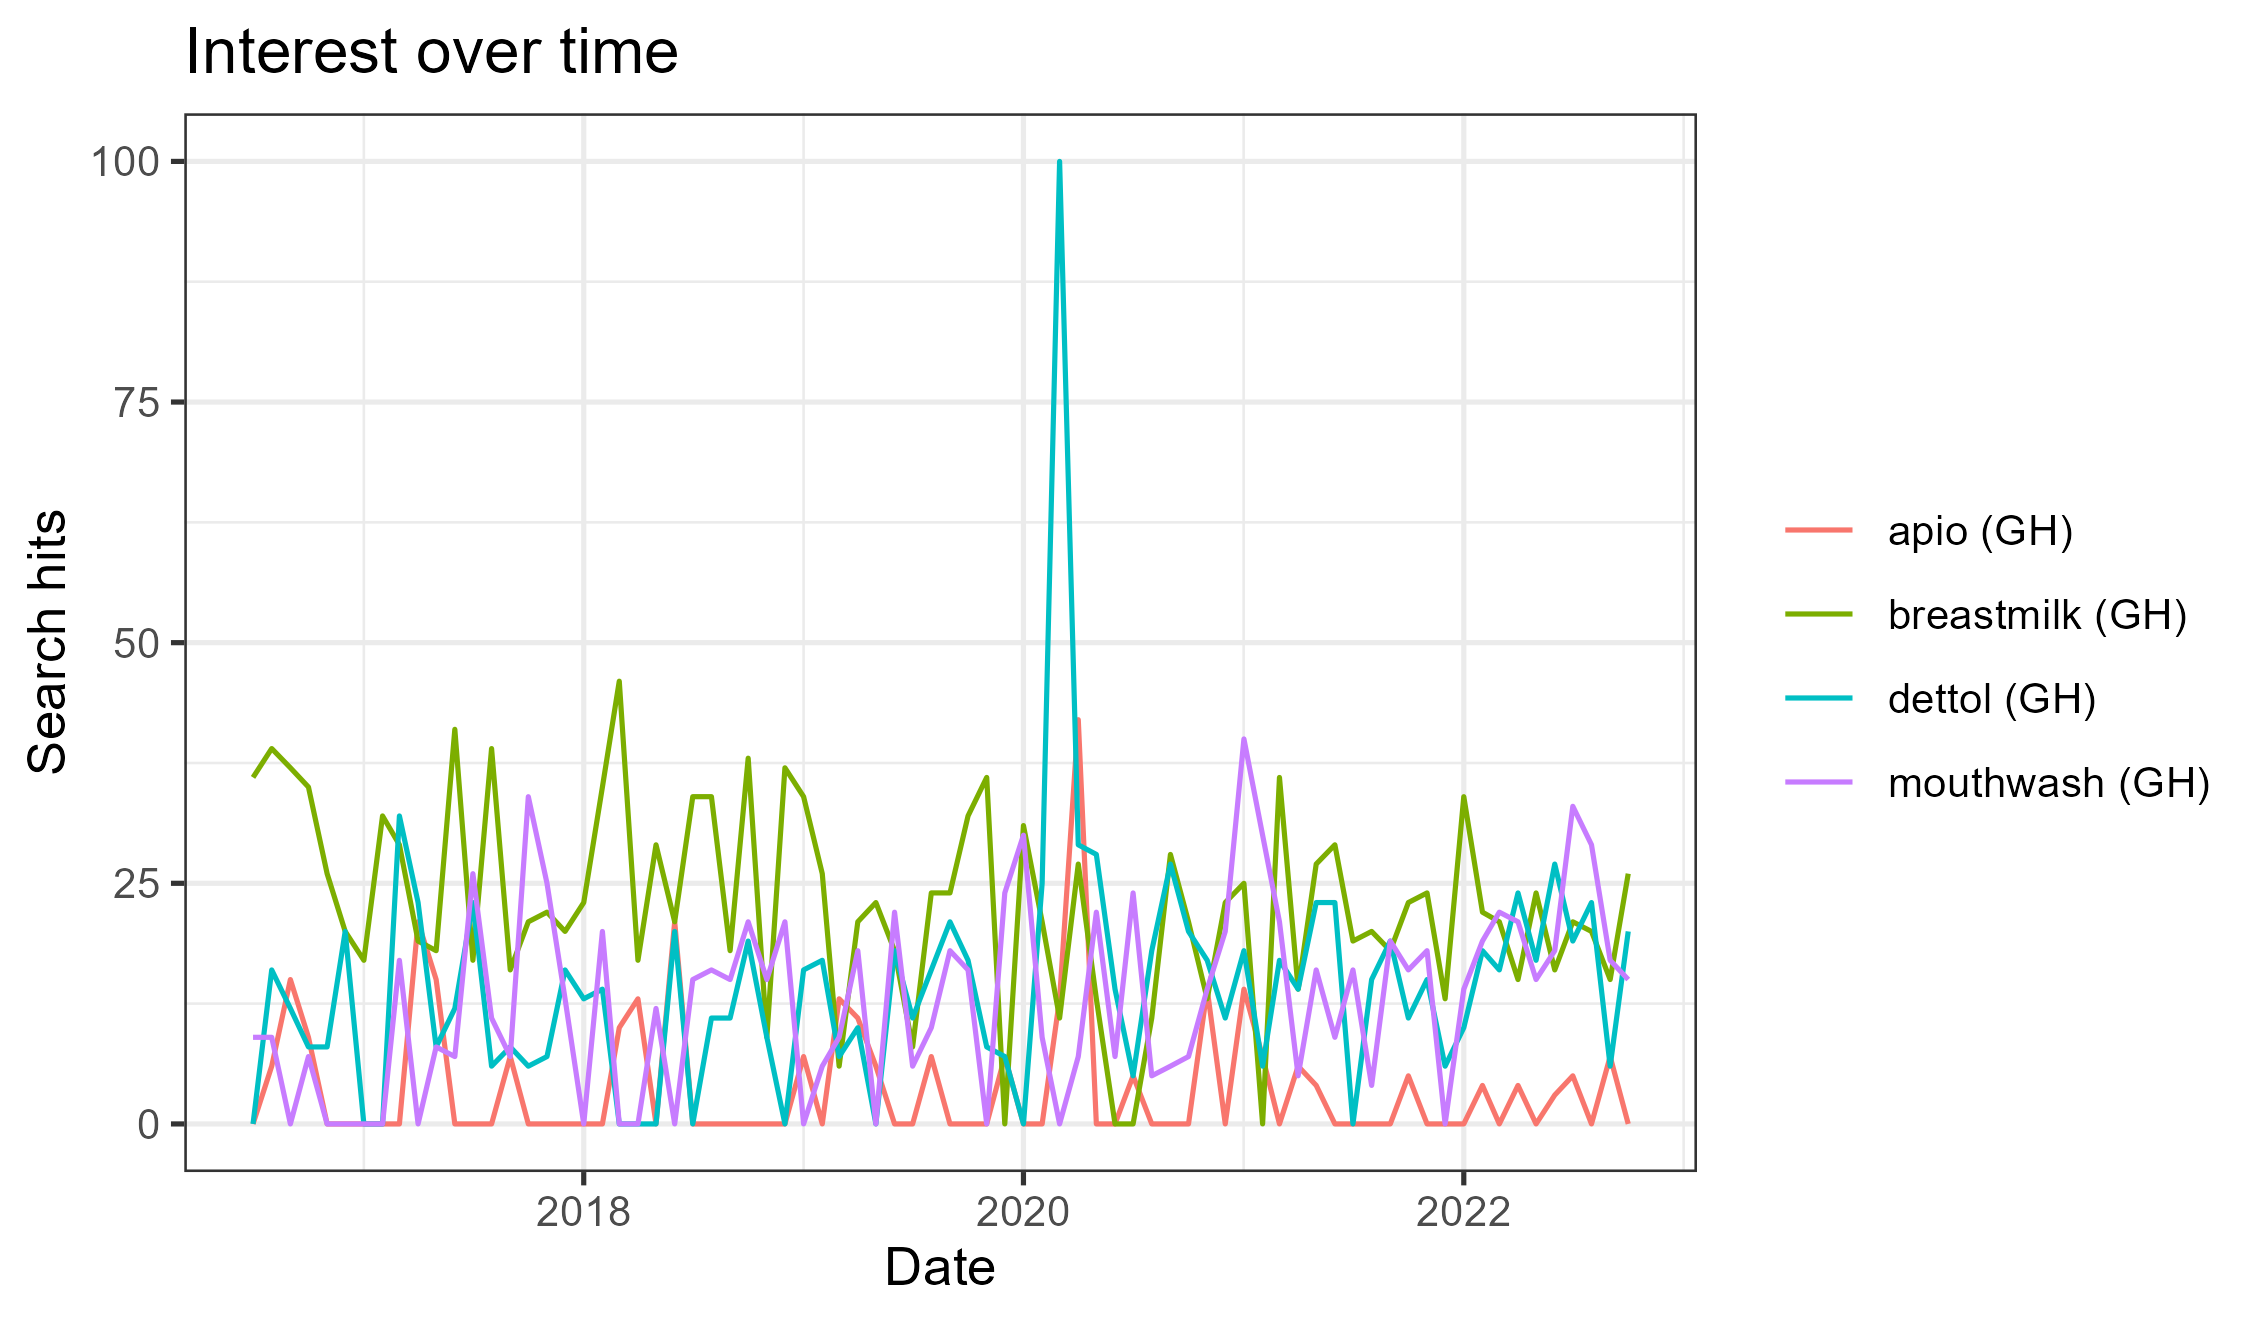 Interest over time
Search hits
100
75
50
25
0
2018
2020
2022
Date
apio (GH)
breastmilk (GH)
dettol (GH)
mouthwash (GH)